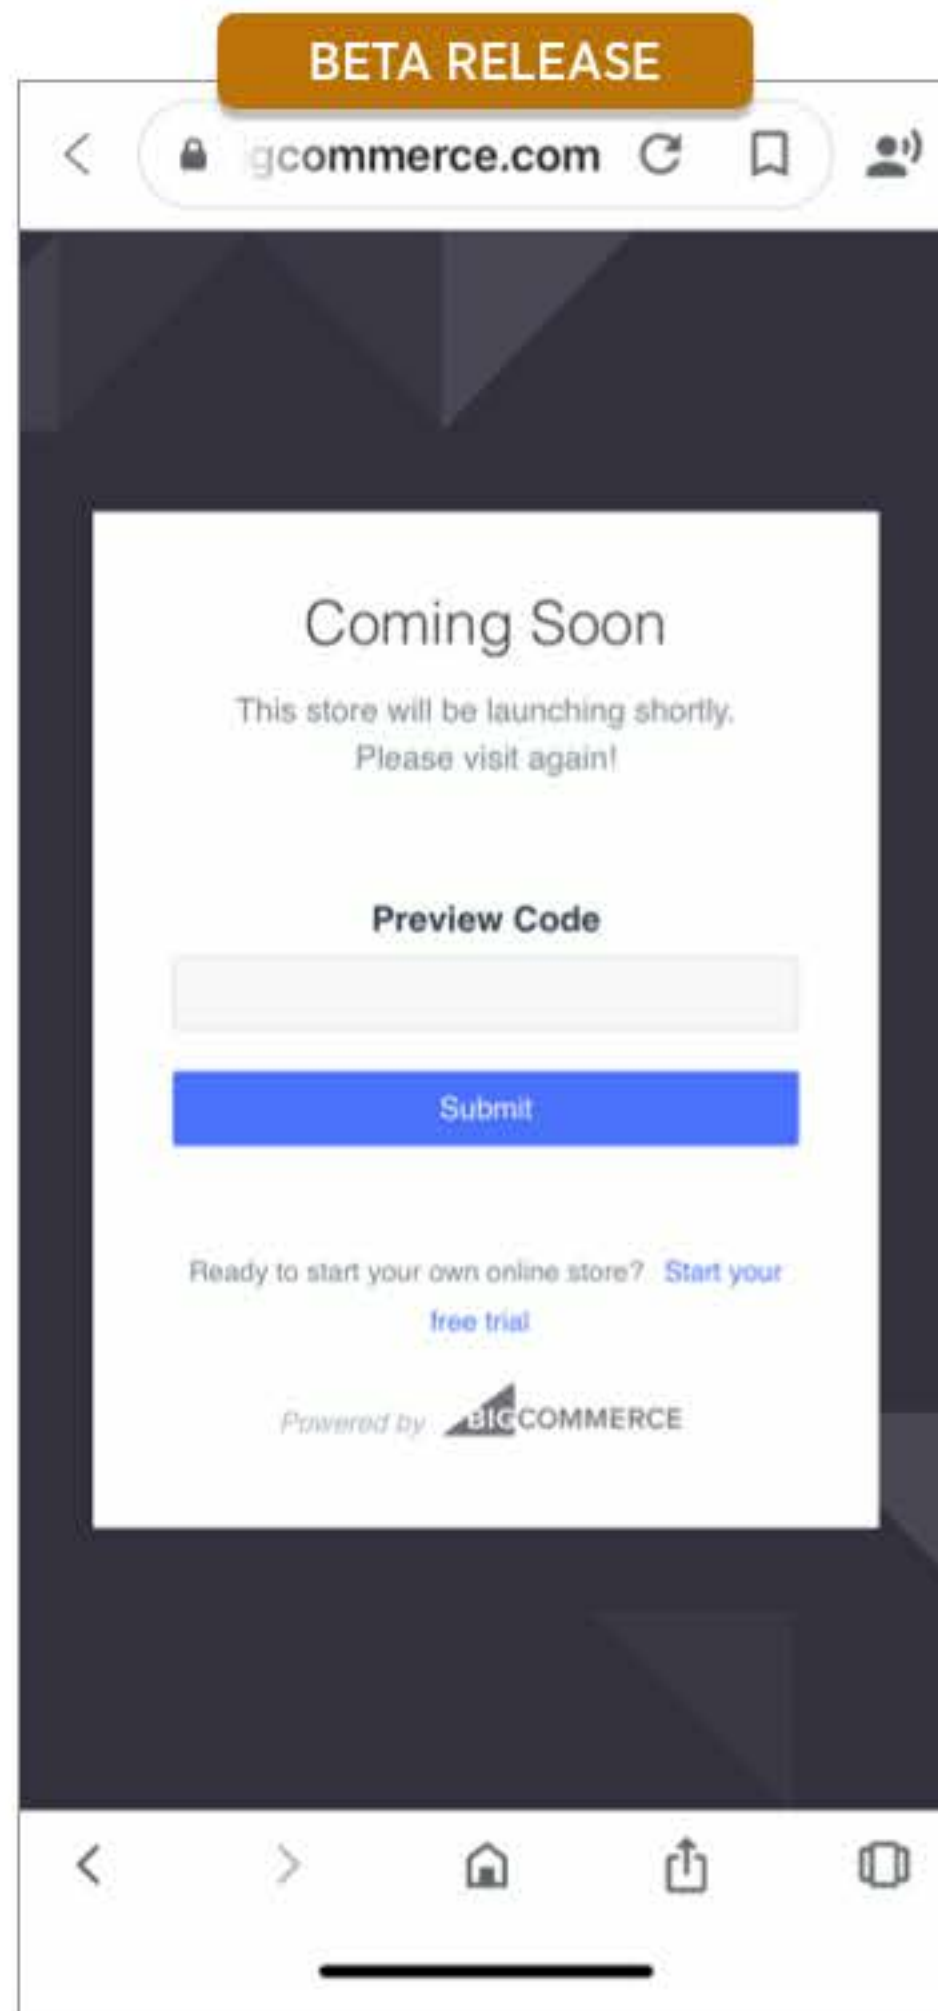 BETA RELEASE
gcommerce.com
Coming Soon
This store will be launching shortly.
Please visit again!
Preview Code
Submit
Ready to start your own online store? Start your
free trial
Powered by BIGCOMMERCE